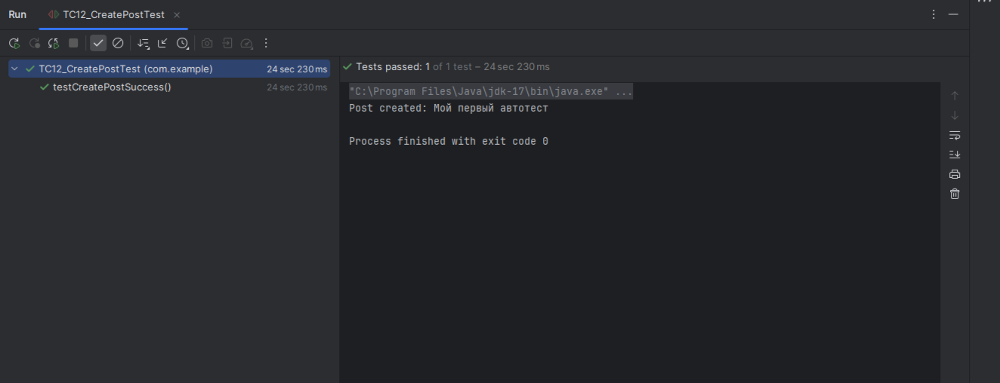 Run TC12_CreatePostTest
TC12_CreatePostTest (com.example) 24 sec 230 ms
testCreatePostSuccess() 24 sec 230 ms
Tests passed: 1 of 1 test – 24 sec 230 ms
"C:\Program Files\Java\jdk-17\bin\java.exe" ...
Post created: Мой первый автотест
Process finished with exit code 0